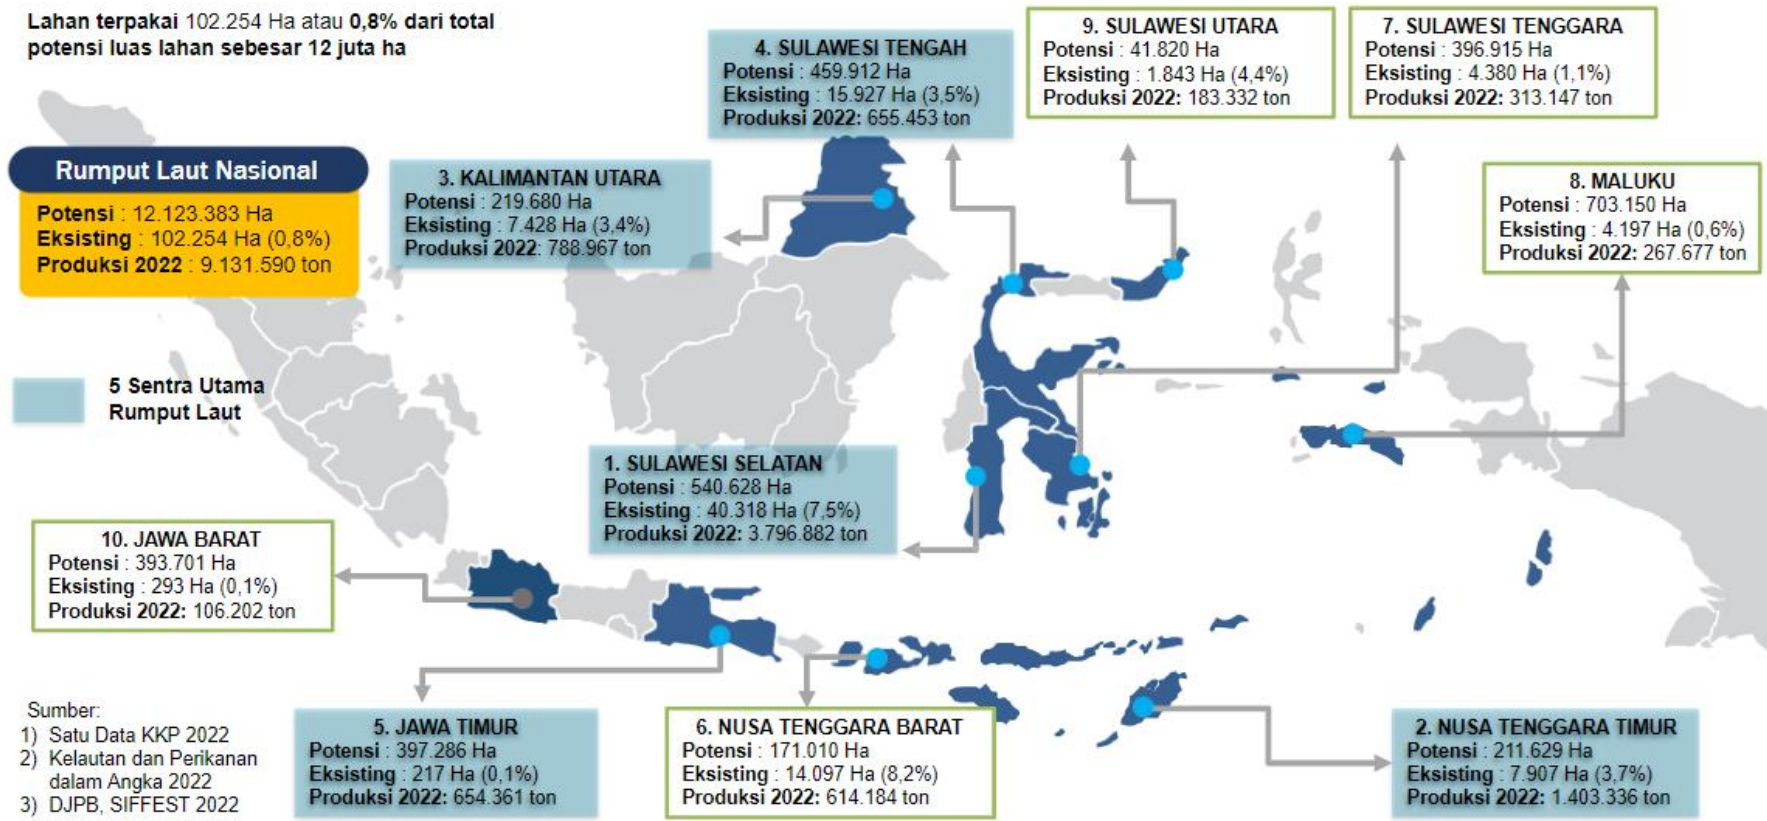 Lahan terpakai 102.254 Ha atau 0,8% dari total
potensi luas lahan sebesar 12 juta ha
Rumput Laut Nasional
Potensi : 12.123.383 Ha
Eksisting : 102.254 Ha (0,8%)
Produksi 2022 : 9.131.590 ton
5 Sentra Utama
Rumput Laut
3. KALIMANTAN UTARA
Potensi : 219.680 Ha
Eksisting : 7.428 Ha (3,4%)
Produksi 2022: 788.967 ton
4. SULAWESI TENGAH
Potensi : 459.912 Ha
Eksisting : 15.927 Ha (3,5%)
Produksi 2022: 655.453 ton
9. SULAWESI UTARA
Potensi : 41.820 Ha
Eksisting : 1.843 Ha (4,4%)
Produksi 2022: 183.332 ton
7. SULAWESI TENGGARA
Potensi : 396.915 Ha
Eksisting : 4.380 Ha (1,1%)
Produksi 2022: 313.147 ton
8. MALUKU
Potensi : 703.150 Ha
Eksisting : 4.197 Ha (0,6%)
Produksi 2022: 267.677 ton
1. SULAWESI SELATAN
Potensi : 540.628 Ha
Eksisting : 40.318 Ha (7,5%)
Produksi 2022: 3.796.882 ton
10. JAWA BARAT
Potensi : 393.701 Ha
Eksisting : 293 Ha (0,1%)
Produksi 2022: 106.202 ton
5. JAWA TIMUR
Potensi : 397.286 Ha
Eksisting : 217 Ha (0,1%)
Produksi 2022: 654.361 ton
6. NUSA TENGGARA BARAT
Potensi : 171.010 Ha
Eksisting : 14.097 Ha (8,2%)
Produksi 2022: 614.184 ton
2. NUSA TENGGARA TIMUR
Potensi : 211.629 Ha
Eksisting : 7.907 Ha (3,7%)
Produksi 2022: 1.403.336 ton
Sumber:
1) Satu Data KKP 2022
2) Kelautan dan Perikanan
dalam Angka 2022
3) DJPB, SIFFEST 2022